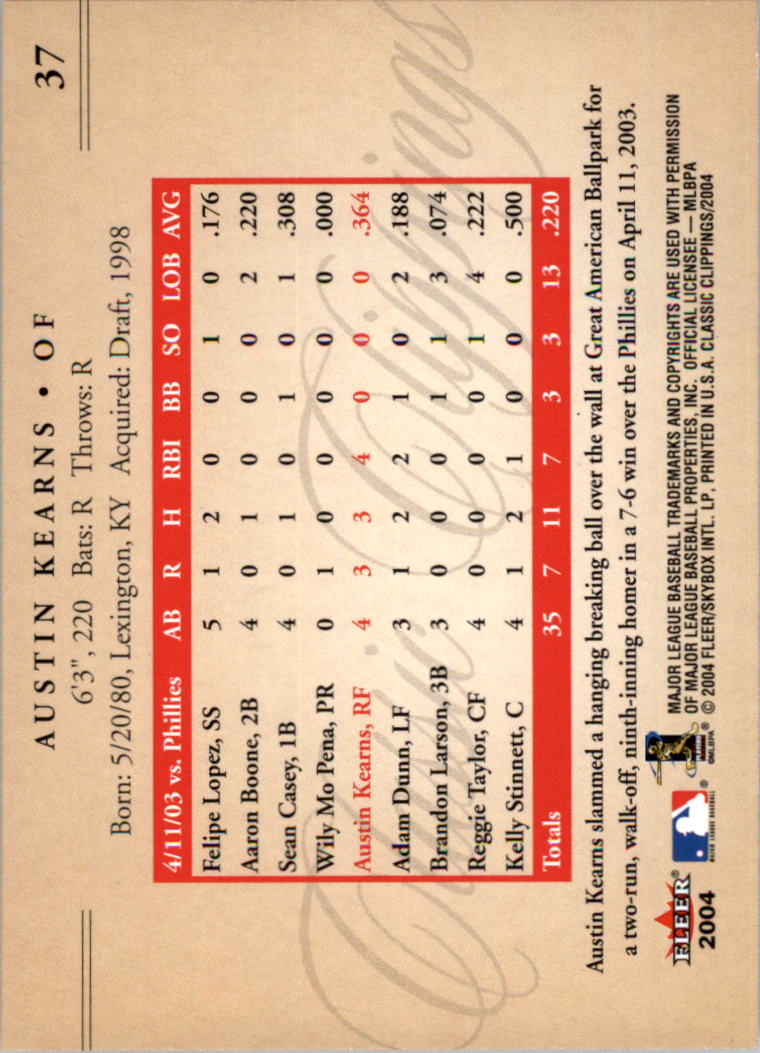 37
AUSTIN KEARNS • OF
6'3", 220 Bats: R Throws: R
Born: 5/20/80, Lexington, KY Acquired: Draft, 1998
4/11/03 vs. Phillies AB R H RBI BB SO LOB AVG
Felipe Lopez, SS 5 1 2 0 0 1 0 .176
Aaron Boone, 2B 4 0 1 0 0 0 2 .220
Sean Casey, 1B 4 0 1 0 1 0 1 .308
Wily Mo Pena, PR 0 1 0 0 0 0 0 .000
Austin Kearns, RF 4 3 3 4 0 0 0 .364
Adam Dunn, LF 3 1 2 2 1 0 2 .188
Brandon Larson, 3B 3 0 0 0 1 1 3 .074
Reggie Taylor, CF 4 0 0 0 0 1 4 .222
Kelly Stinnett, C 4 1 2 1 0 0 0 .500
Totals 35 7 11 7 3 3 13 .220
Classic Clippings
Austin Kearns slammed a hanging breaking ball over the wall at Great American Ballpark for
a two-run, walk-off, ninth-inning homer in a 7-6 win over the Phillies on April 11, 2003.
FLEER®
2004
MAJOR LEAGUE BASEBALL
®
©MLBPA
®
MAJOR LEAGUE BASEBALL TRADEMARKS AND COPYRIGHTS ARE USED WITH PERMISSION
OF MAJOR LEAGUE BASEBALL PROPERTIES, INC. OFFICIAL LICENSEE — MLBPA
© 2004 FLEER/SKYBOX INTL. LP, PRINTED IN U.S.A. CLASSIC CLIPPINGS/2004